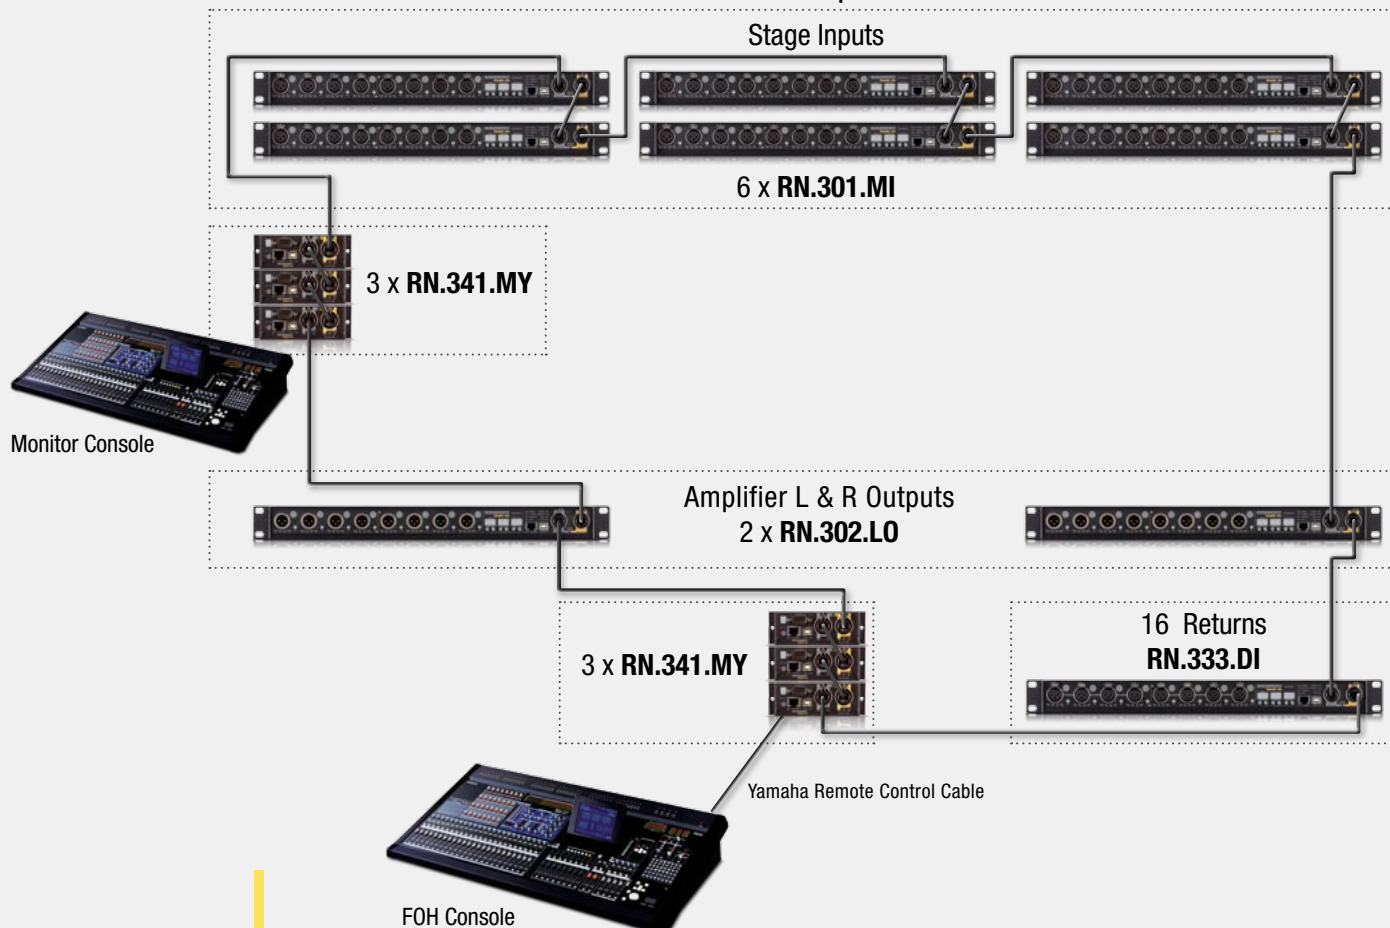 Stage Inputs
6 x RN.301.MI
3 x RN.341.MY
Monitor Console
Amplifier L & R Outputs
2 x RN.302.LO
3 x RN.341.MY
16 Returns
RN.333.DI
Yamaha Remote Control Cable
FOH Console